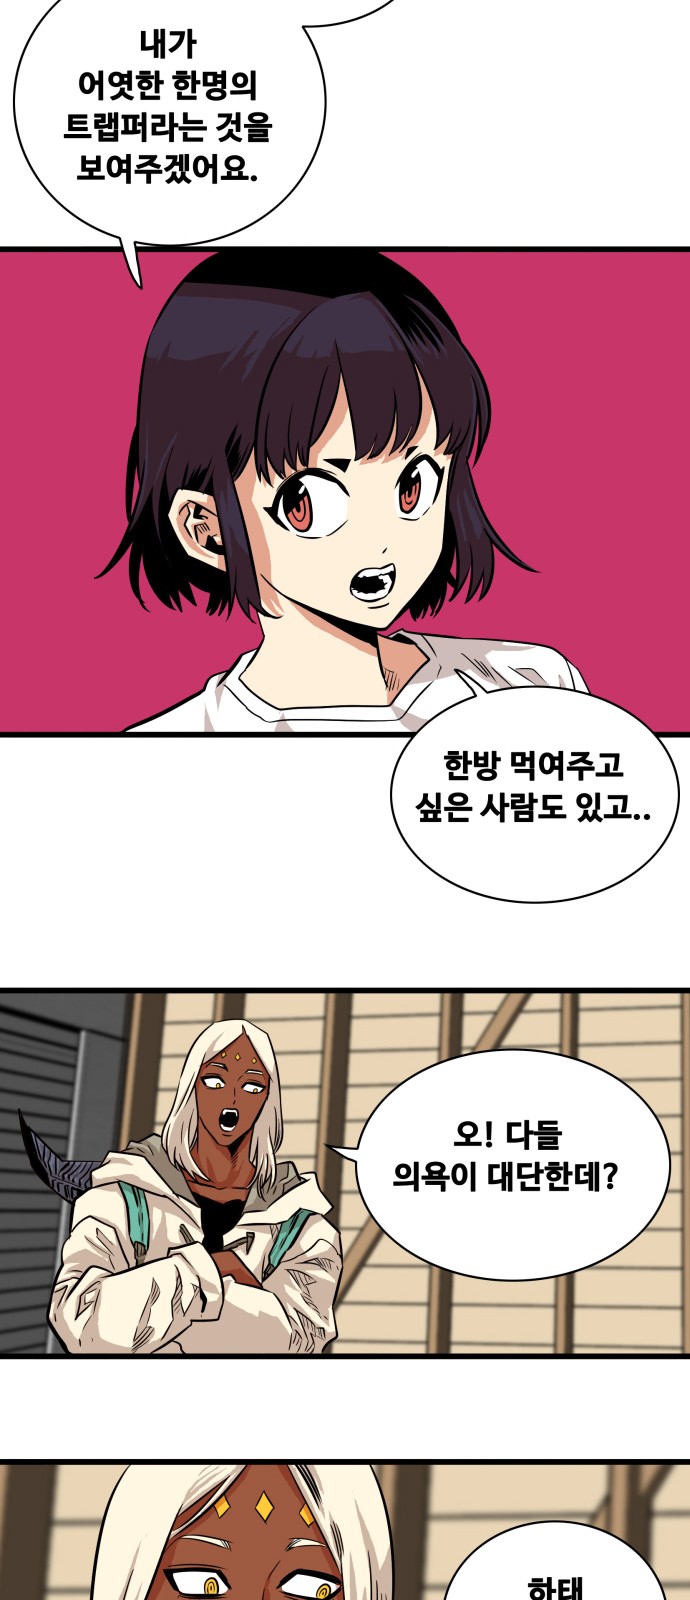 내가
어엿한 한명의
트랩퍼라는 것을
보여주겠어요.
한방 먹여주고
싶은 사람도 있고..
오! 다들
의욕이 대단한데?
한태